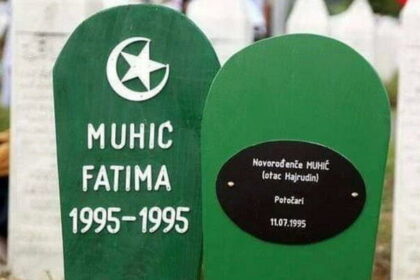 MUHIĆ
FATIMA
1995-1995
Novorođenče MUHIĆ
(otac Hajrudin)
Potočari
11.07.1995